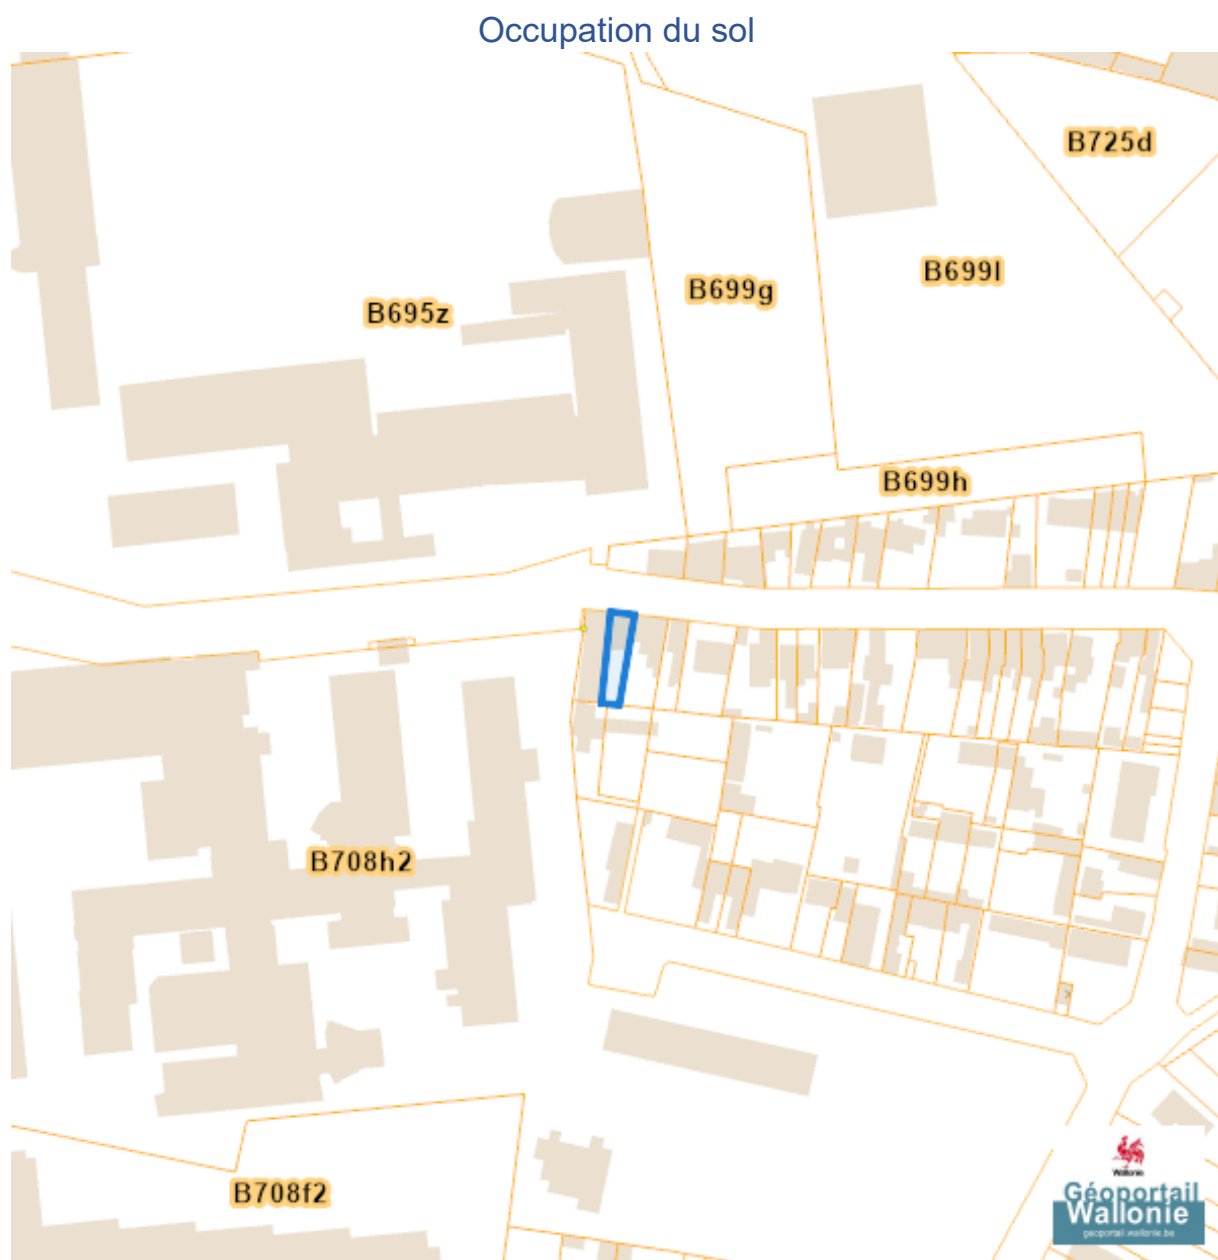 Occupation du sol
B725d
B699l
B699g
B695z
B699h
B708h2
B708f2
Wallonie
Géoportail
Wallonie
geoportail.wallonie.be